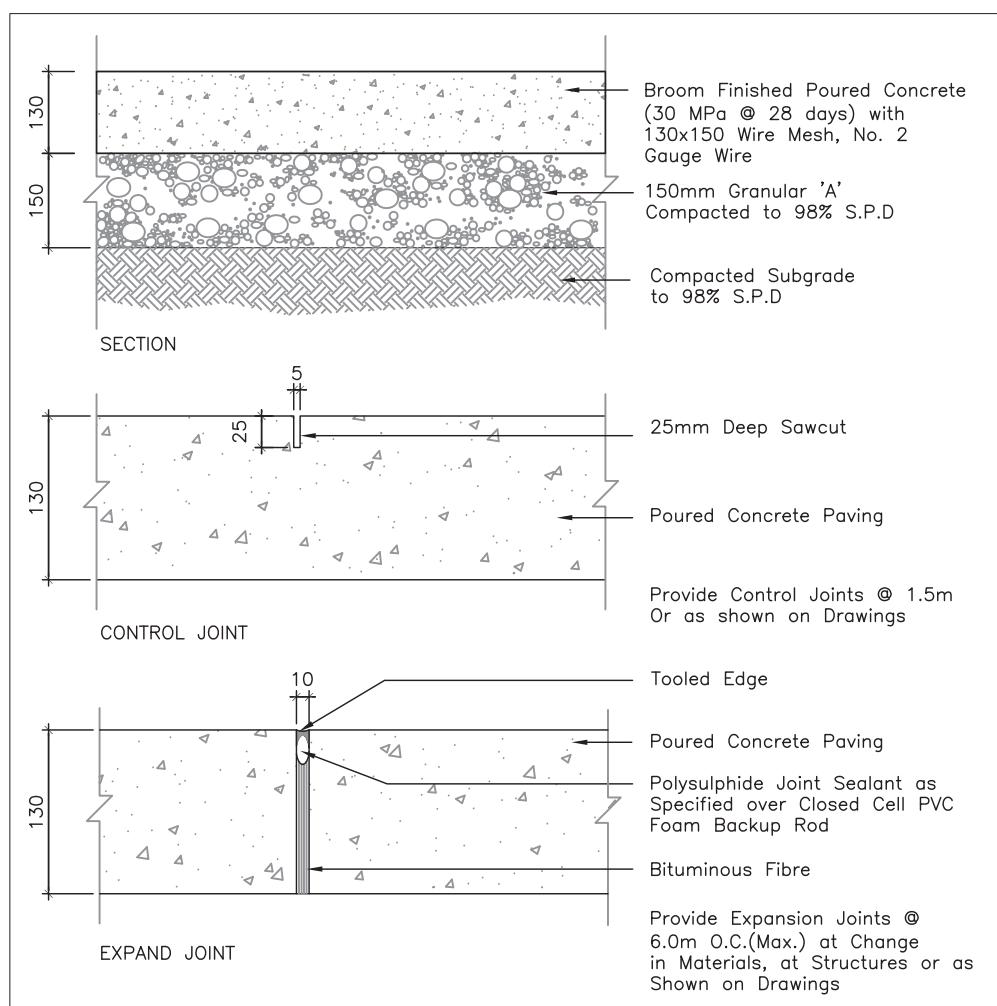 130
Broom Finished Poured Concrete
(30 MPa @ 28 days) with
130x150 Wire Mesh, No. 2
Gauge Wire
150
150mm Granular 'A'
Compacted to 98% S.P.D
Compacted Subgrade
to 98% S.P.D
SECTION
5
25
25mm Deep Sawcut
130
Poured Concrete Paving
Provide Control Joints @ 1.5m
Or as shown on Drawings
CONTROL JOINT
10
Tooled Edge
130
Poured Concrete Paving
Polysulphide Joint Sealant as
Specified over Closed Cell PVC
Foam Backup Rod
Bituminous Fibre
Provide Expansion Joints @
6.0m O.C.(Max.) at Change
in Materials, at Structures or as
Shown on Drawings
EXPAND JOINT